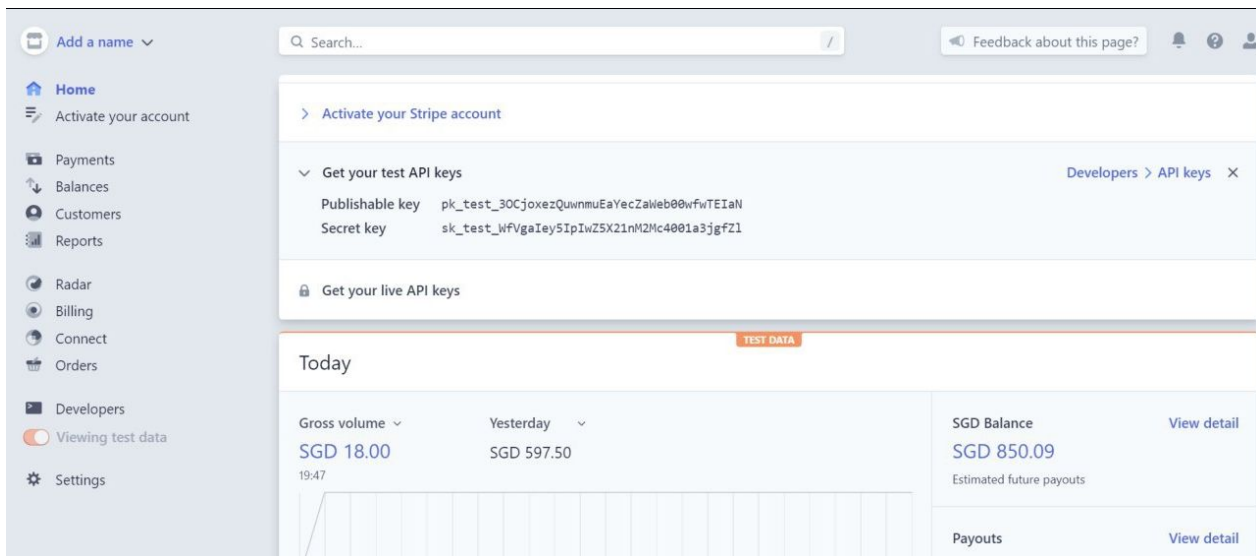 Add a name
Search...
/
Feedback about this page?
Home
Activate your account
Payments
Balances
Customers
Reports
Radar
Billing
Connect
Orders
Developers
Viewing test data
Settings
Activate your Stripe account
Get your test API keys
Developers > API keys
Publishable key pk_test_3OCjoxezQuwnmuEaYecZaWeb00wfwTEIaN
Secret key sk_test_WfVgaIey5IpIwZ5X21nM2Mc4001a3jgfZl
Get your live API keys
TEST DATA
Today
Gross volume Yesterday
SGD 18.00 SGD 597.50
19:47
SGD Balance View detail
SGD 850.09
Estimated future payouts
Payouts View detail